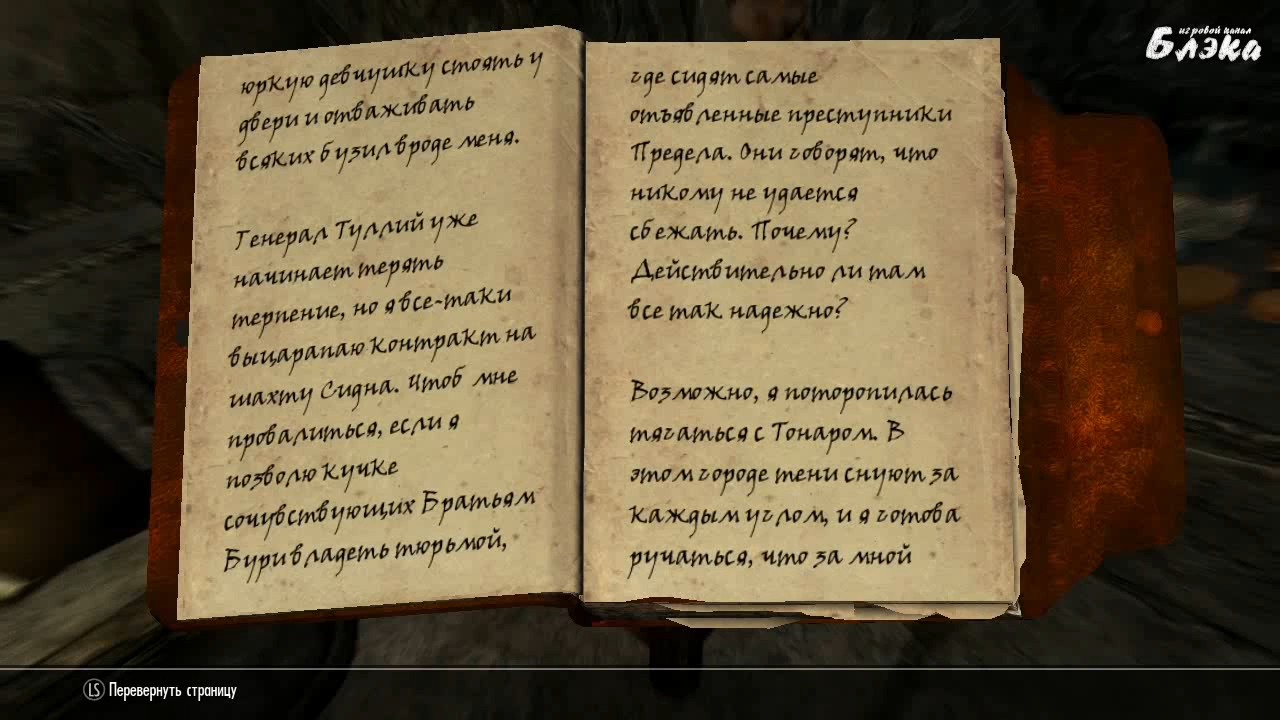 игровой канал
Блэка
юркую девчушку стоять у
двери и отваживать
всяких бузил вроде меня.
Генерал Туллий уже
начинает терять
терпение, но я все-таки
выцарапаю контракт на
шахту Сидна. Чтоб мне
провалиться, если я
позволю кучке
сочувствующих Братьям
Бури владеть тюрьмой,
где сидят самые
отъявленные преступники
Предела. Они говорят, что
никому не удается
сбежать. Почему?
Действительно ли там
все так надежно?
Возможно, я поторопилась
тягаться с Тонаром. В
этом городе тени снуют за
каждым углом, и я готова
ручаться, что за мной
LS Перевернуть страницу